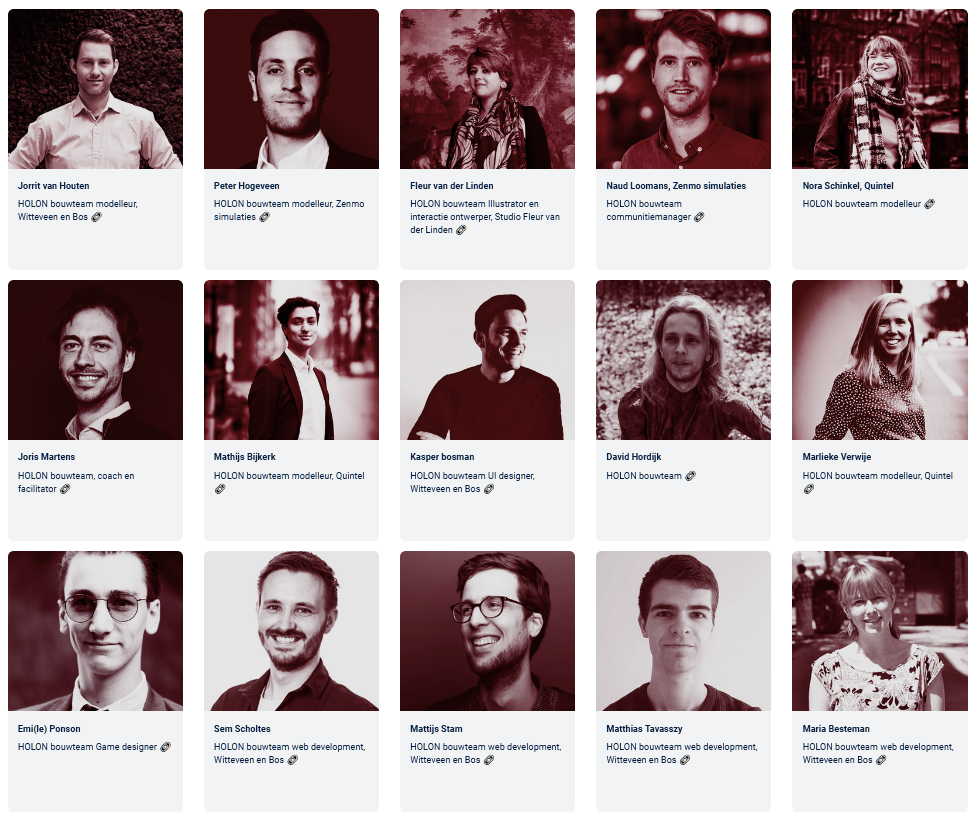 Jorrit van Houten
HOLON bouwteam modelleur,
Witteveen en Bos
Peter Hogeveen
HOLON bouwteam modelleur, Zenmo
simulaties
Fleur van der Linden
HOLON bouwteam Illustrator en
interactie ontwerper, Studio Fleur van
der Linden
Naud Loomans, Zenmo simulaties
HOLON bouwteam
communitiemanager
Nora Schinkel, Quintel
HOLON bouwteam modelleur
Joris Martens
HOLON bouwteam, coach en
facilitator
Mathijs Bijkerk
HOLON bouwteam modelleur, Quintel
Kasper bosman
HOLON bouwteam UI designer,
Witteveen en Bos
David Hordijk
HOLON bouwteam
Marlieke Verwije
HOLON bouwteam modelleur, Quintel
Emi(le) Ponson
HOLON bouwteam Game designer
Sem Scholtes
HOLON bouwteam web development,
Witteveen en Bos
Mattijs Stam
HOLON bouwteam web development,
Witteveen en Bos
Matthias Tavasszy
HOLON bouwteam web development,
Witteveen en Bos
Maria Besteman
HOLON bouwteam web development,
Witteveen en Bos